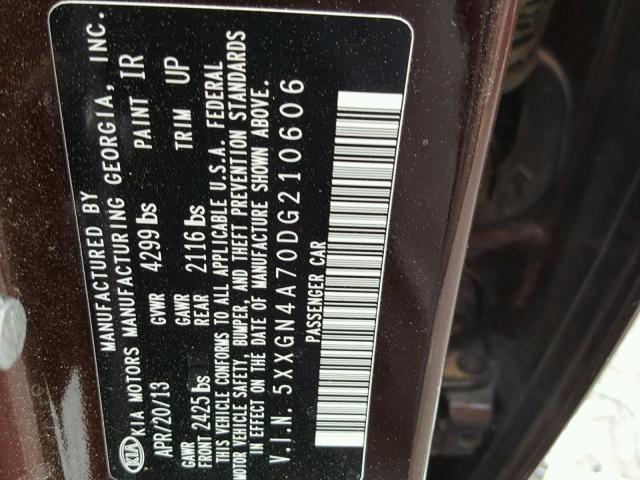 MANUFACTURED BY
KIA KIA MOTORS MANUFACTURING GEORGIA, INC.
APR/20/13 GVWR 4299 lbs PAINT IR
GAWR FRONT 2425 lbs GAWR REAR 2116 lbs TRIM UP
THIS VEHICLE CONFORMS TO ALL APPLICABLE U.S.A. FEDERAL
MOTOR VEHICLE SAFETY, BUMPER, AND THEFT PREVENTION STANDARDS
IN EFFECT ON THE DATE OF MANUFACTURE SHOWN ABOVE.
V.I.N. 5XXGN4A70DG210606
PASSENGER CAR